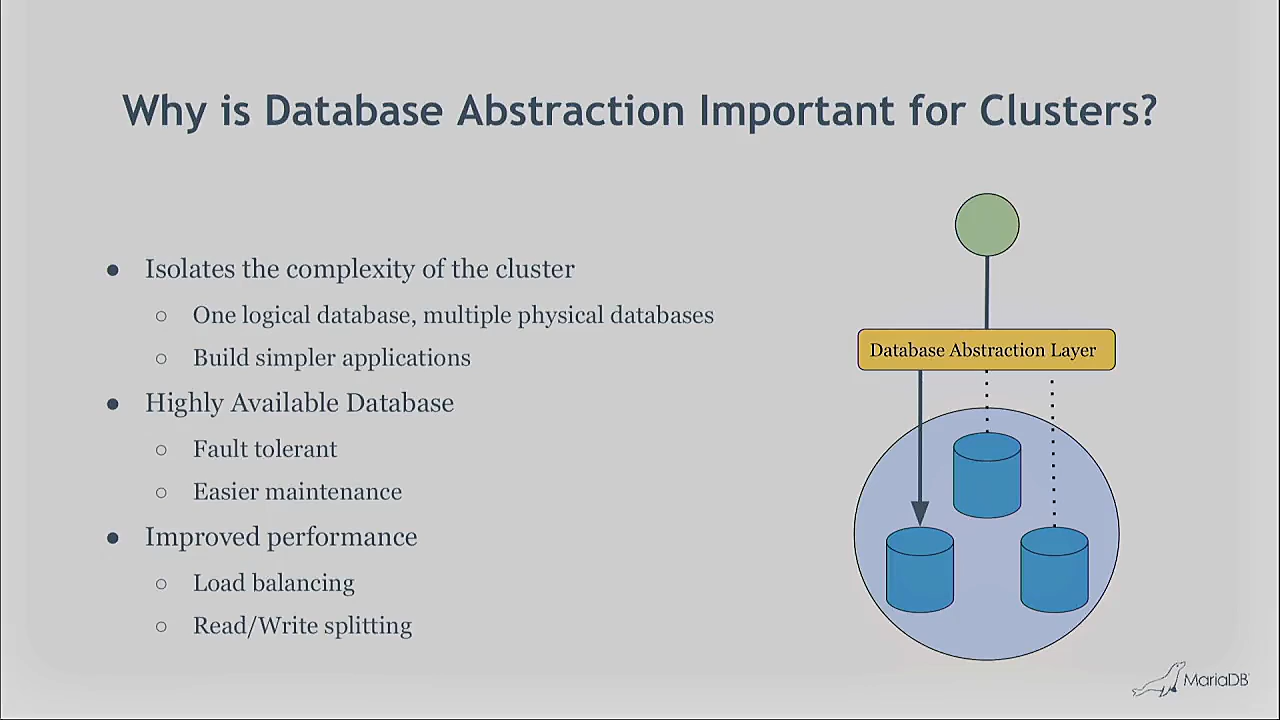 Why is Database Abstraction Important for Clusters?
● Isolates the complexity of the cluster
○ One logical database, multiple physical databases
○ Build simpler applications
● Highly Available Database
○ Fault tolerant
○ Easier maintenance
● Improved performance
○ Load balancing
○ Read/Write splitting
Database Abstraction Layer
MariaDB